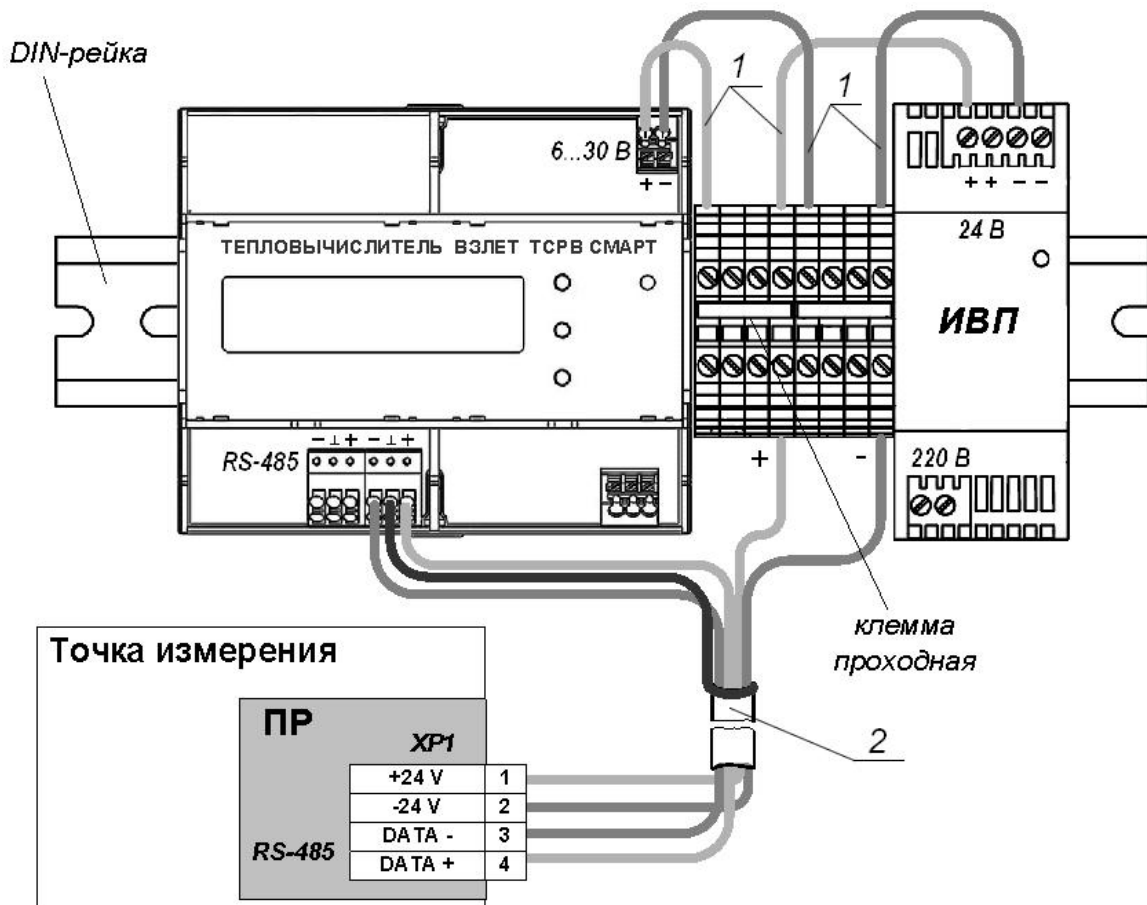 DIN-рейка
1
1
6...30 В
+ −
+ + − −
24 В
ТЕПЛОВЫЧИСЛИТЕЛЬ ВЗЛЕТ ТСРВ СМАРТ
ИВП
− ⊥ + − ⊥ +
RS-485
+
-
220 В
клемма
проходная
Точка измерения
ПР
XP1
2
+24 V 1
-24 V 2
DATA - 3
RS-485
DATA + 4